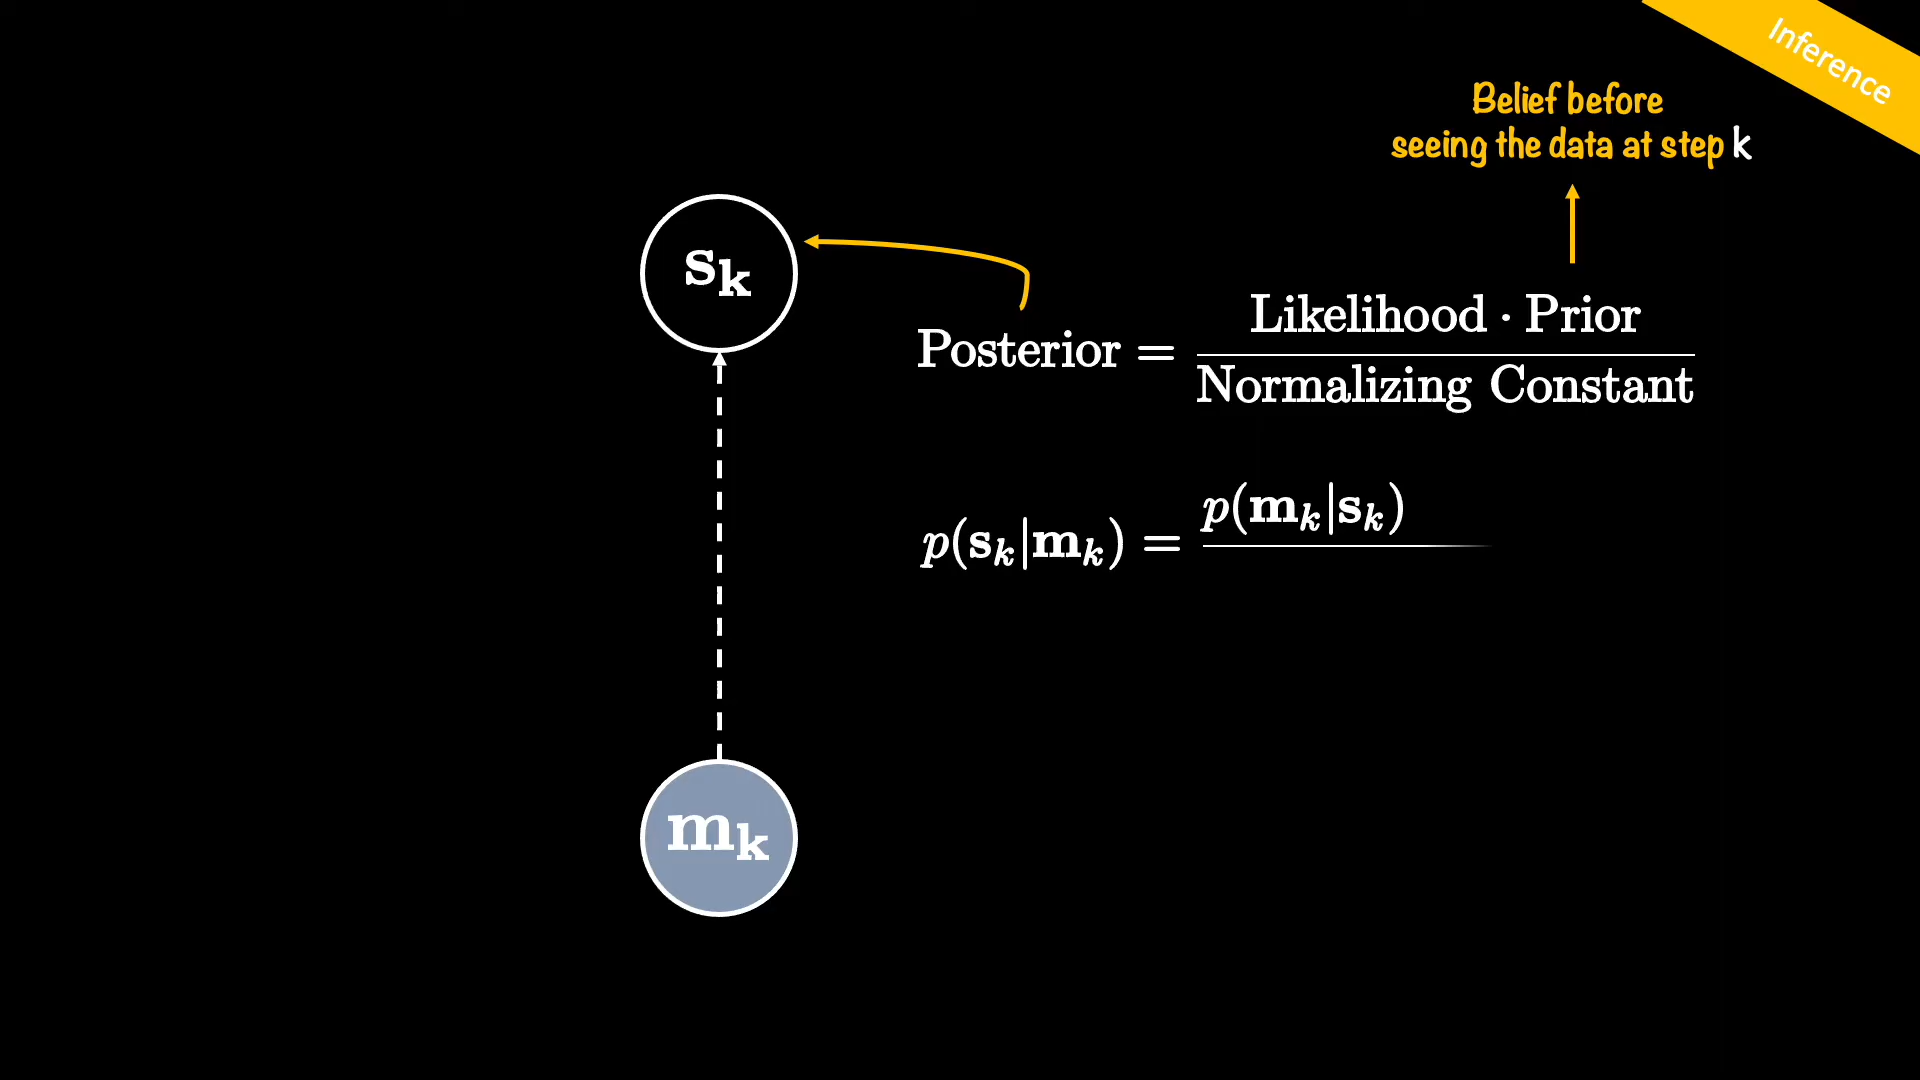 Inference
Belief before
seeing the data at step k
s_k
Posterior = \frac{Likelihood · Prior}{Normalizing Constant}
p(s_k|m_k) = p(m_k|s_k)
m_k